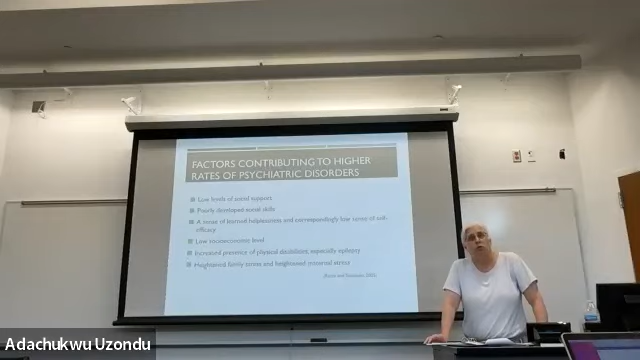 FACTORS CONTRIBUTING TO HIGHER
RATES OF PSYCHIATRIC DISORDERS
Low levels of social support
Poorly developed social skills
A sense of learned helplessness and correspondingly low sense of self-
efficacy
Low socioeconomic level
Increased presence of physical disabilities, especially epilepsy
Heightened family stress and heightened maternal stress
Adachukwu Uzondu